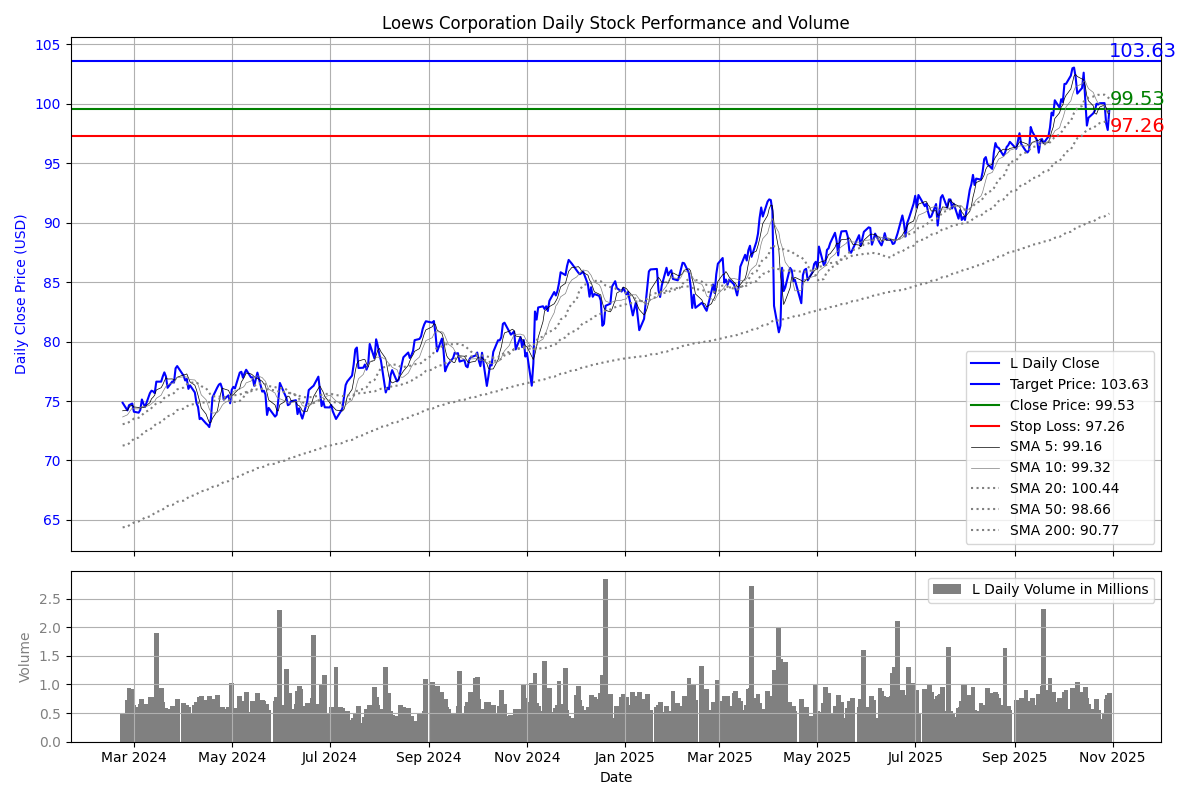 Loews Corporation Daily Stock Performance and Volume
Daily Close Price (USD)
105
100
95
90
85
80
75
70
65
103.63
99.53
97.26
L Daily Close
Target Price: 103.63
Close Price: 99.53
Stop Loss: 97.26
SMA 5: 99.16
SMA 10: 99.32
SMA 20: 100.44
SMA 50: 98.66
SMA 200: 90.77
Volume
2.5
2.0
1.5
1.0
0.5
0.0
L Daily Volume in Millions
Mar 2024 May 2024 Jul 2024 Sep 2024 Nov 2024 Jan 2025 Mar 2025 May 2025 Jul 2025 Sep 2025 Nov 2025
Date